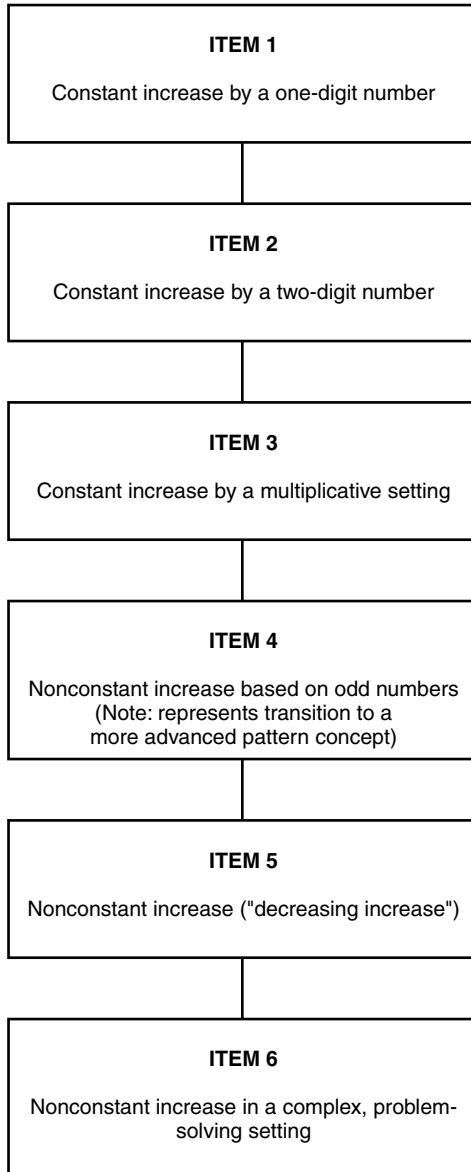 ITEM 1
Constant increase by a one-digit number
ITEM 2
Constant increase by a two-digit number
ITEM 3
Constant increase by a multiplicative setting
ITEM 4
Nonconstant increase based on odd numbers
(Note: represents transition to a
more advanced pattern concept)
ITEM 5
Nonconstant increase ("decreasing increase")
ITEM 6
Nonconstant increase in a complex, problem-
solving setting